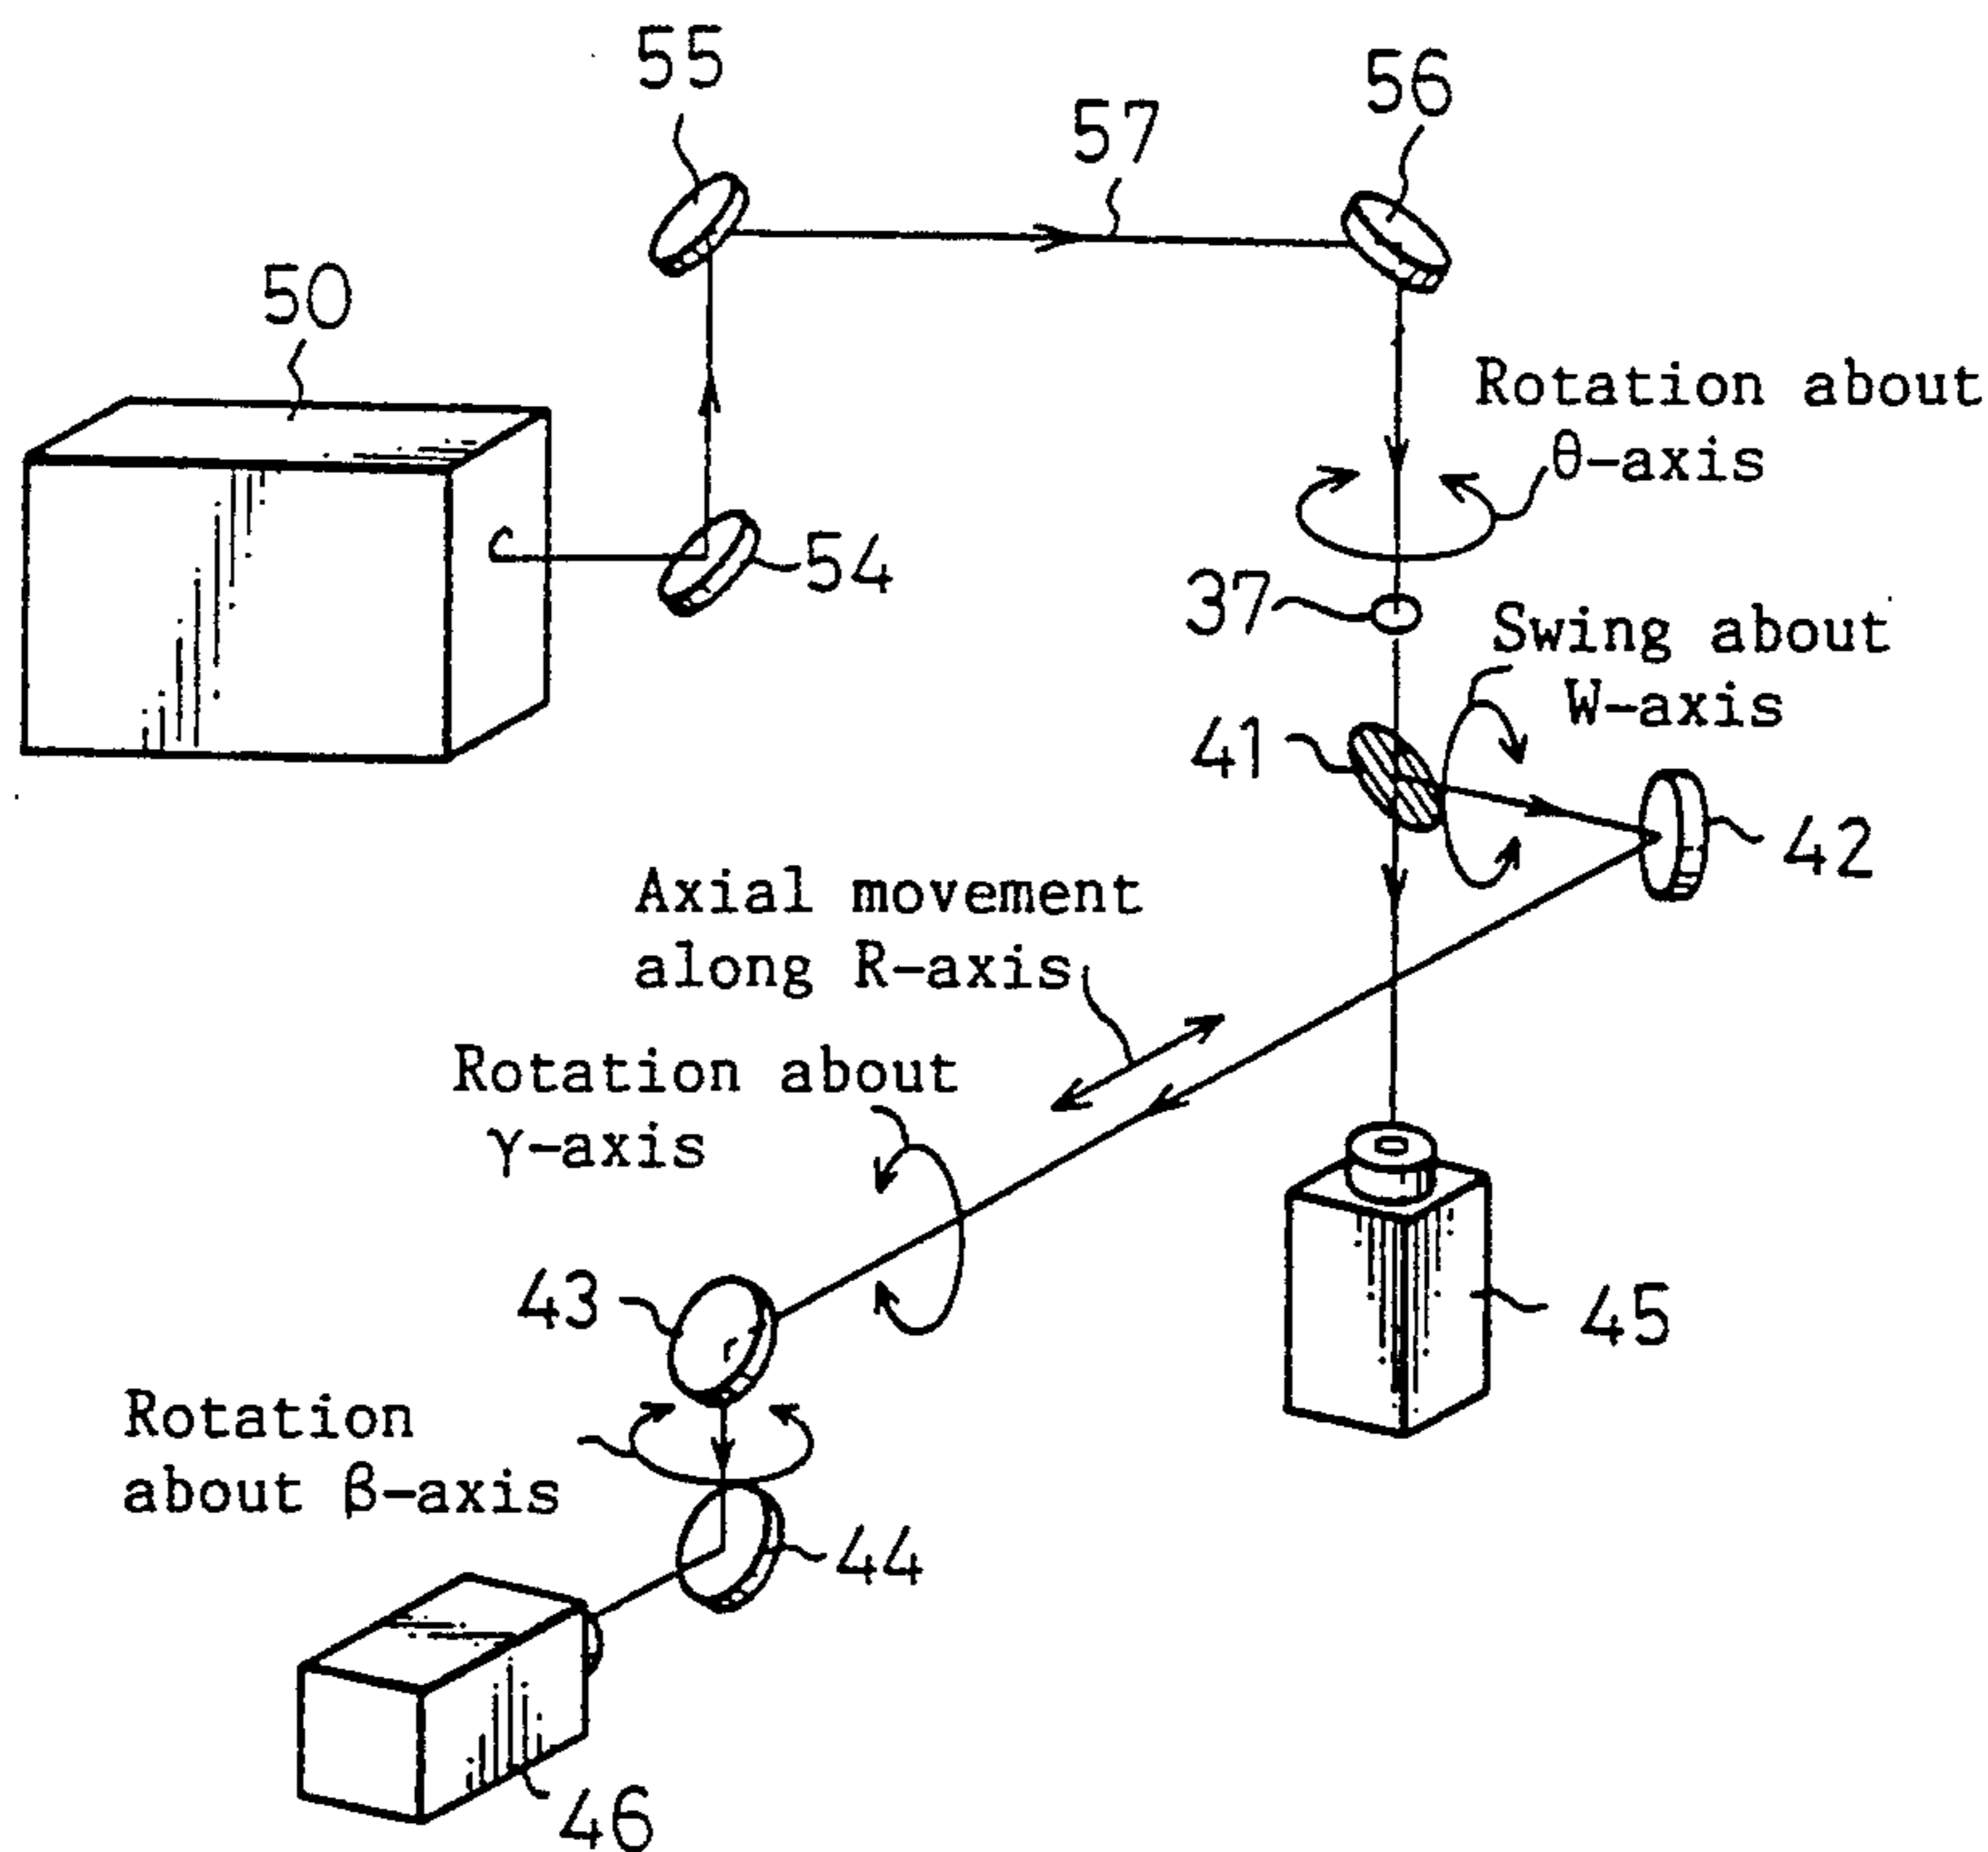 55
56
57
50
Rotation about
θ-axis
54
37
Swing about
W-axis
41
42
Axial movement
along R-axis
Rotation about
γ-axis
43
45
Rotation
about β-axis
44
46